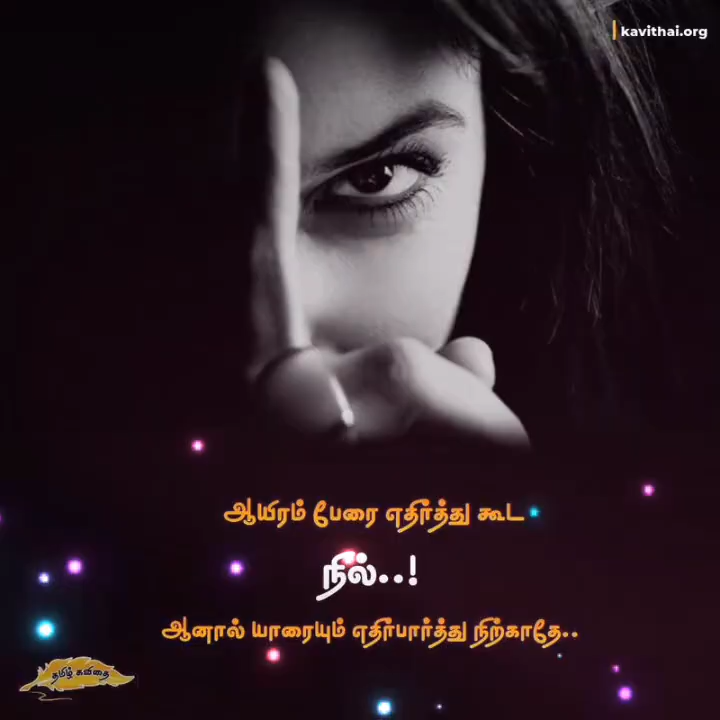 kavithai.org
ஆயிரம் பேரை எதிர்த்து கூட
நில்..!
ஆனால் யாரையும் எதிர்பார்த்து நிற்காதே..
தமிழ் கவிதை